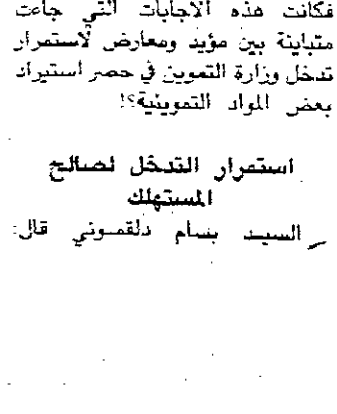 فكانت هذه الاجابات التي جاءت
متباينة بين مؤيد ومعارض لاستمرار
تدخل وزارة التموين في حصر استيراد
بعض المواد التموينية؟!
استمرار التدخل لصالح
المستهلك
السيد بسام دلقموني قال: